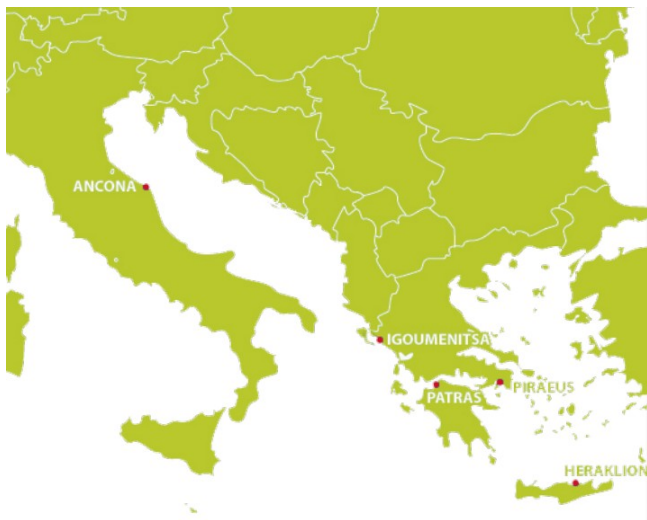 ANCONA
IGOUMENITSA
PIRAEUS
PATRAS
HERAKLION